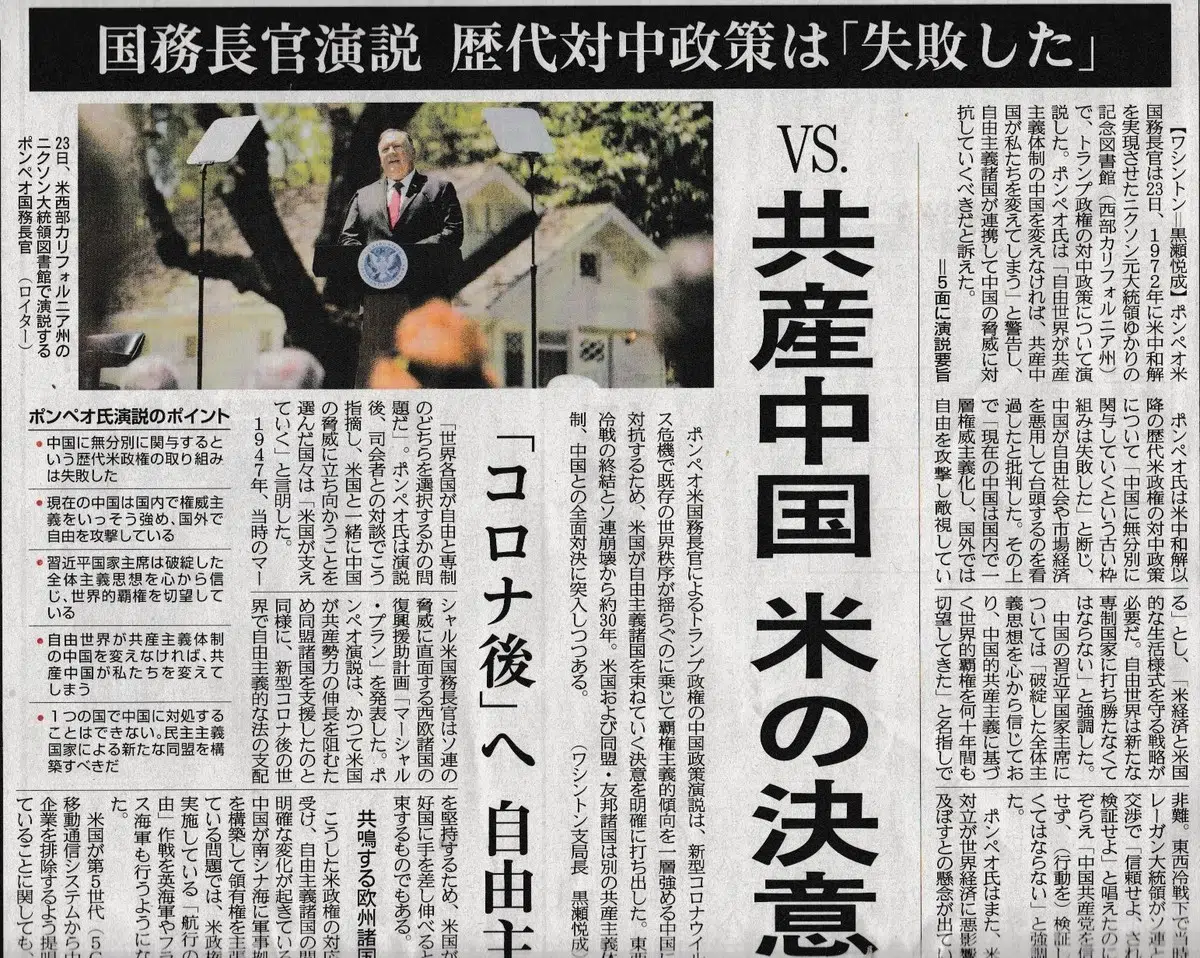 国務長官演説 歴代対中政策は「失敗した」
【ワシントン=黒瀬悦成】ポンペオ米
国務長官は23日、1972年に米中和解
を実現させたニクソン元大統領ゆかりの
記念図書館(西部カリフォルニア州)
で、トランプ政権の対中政策について演
説した。ポンペオ氏は「自由世界が共産
主義体制の中国を変えなければ、共産中
国が私たちを変えてしまう」と警告し、
自由主義諸国が連携して中国の脅威に対
抗していくべきだと訴えた。
=5面に演説要旨
ポンペオ氏は米中和解以
降の歴代米政権の対中政策
について「中国に無分別に
関与していくという古い枠
組みは失敗した」と断じ、
中国が自由社会や市場経済
を悪用して台頭するのを看
過したと批判した。その上
で「現在の中国は国内で一
層権威主義化し、国外では
自由を攻撃し敵視してい
る」とし、「米経済と米国
的な生活様式を守る戦略が
必要だ。自由世界は新たな
専制国家に打ち勝たなくて
はならない」と強調した。
中国の習近平国家主席に
ついては「破綻した全体主
義思想を心から信じてお
り、中国的共産主義に基づ
く世界的覇権を何十年間も
切望してきた」と名指しで
非難。東西冷戦下で当時
レーガン大統領がソ連と
交渉で「信頼せよ、され
検証せよ」と唱えたのに
ぞらえ「中国共産党を信
せず、(行動を)検証し
くてはならない」と強調
た。
ポンペオ氏はまた、米
対立が世界経済に悪影響
及ぼすとの懸念が出てい
VS.共産中国 米の決意
ポンペオ米国務長官によるトランプ政権の中国政策演説は、新型コロナウイル
ス危機で既存の世界秩序が揺らぐのに乗じて覇権主義的傾向を一層強める中国に
対抗するため、米国が自由主義諸国を束ねていく決意を明確に打ち出した。東西
冷戦の終結とソ連崩壊から約30年。米国および同盟・友邦諸国は別の共産主義体
制、中国との全面対決に突入しつつある。 (ワシントン支局長 黒瀬悦成)
「コロナ後」へ 自由主
「世界各国が自由と専制
のどちらを選択するかの問
題だ」。ポンペオ氏は演説
後、司会者との対談でこう
指摘し、米国と一緒に中国
の脅威に立ち向かうことを
選んだ国々は「米国が支え
ていく」と言明した。
1947年、当時のマー
シャル米国務長官はソ連の
脅威に直面する西欧諸国の
復興援助計画「マーシャル
・プラン」を発表した。ポ
ンペオ演説は、かつて米国
が共産勢力の伸長を阻むた
め同盟諸国を支援したのと
同様に、新型コロナ後の世
界で自由主義的な法の支配
を堅持するため、米国が
好国に手を差し伸べると
束するものでもある。
共鳴する欧州諸国
こうした米政権の対応
受け、自由主義諸国の間
明確な変化が起きている
中国が南シナ海に軍事拠
を構築して領有権を主張
ている問題では、米政権
実施している「航行の
由」作戦を英海軍やフラ
ス海軍も行うようにな
た。
米国が第5世代(5G
移動通信システムから中
企業を排除するよう提唱
ていることに関しても、
23日、米西部カリフォルニア州の
ニクソン大統領図書館で演説する
ポンペオ国務長官 (ロイター)
ポンペオ氏演説のポイント
●中国に無分別に関与すると
いう歴代米政権の取り組み
は失敗した
●現在の中国は国内で権威主
義をいっそう強め、国外で
自由を攻撃している
●習近平国家主席は破綻した
全体主義思想を心から信
じ、世界的覇権を切望して
いる
●自由世界が共産主義体制
の中国を変えなければ、共
産中国が私たちを変えて
しまう
●1つの国で中国に対処する
ことはできない。民主主義
国家による新たな同盟を構
築すべきだ